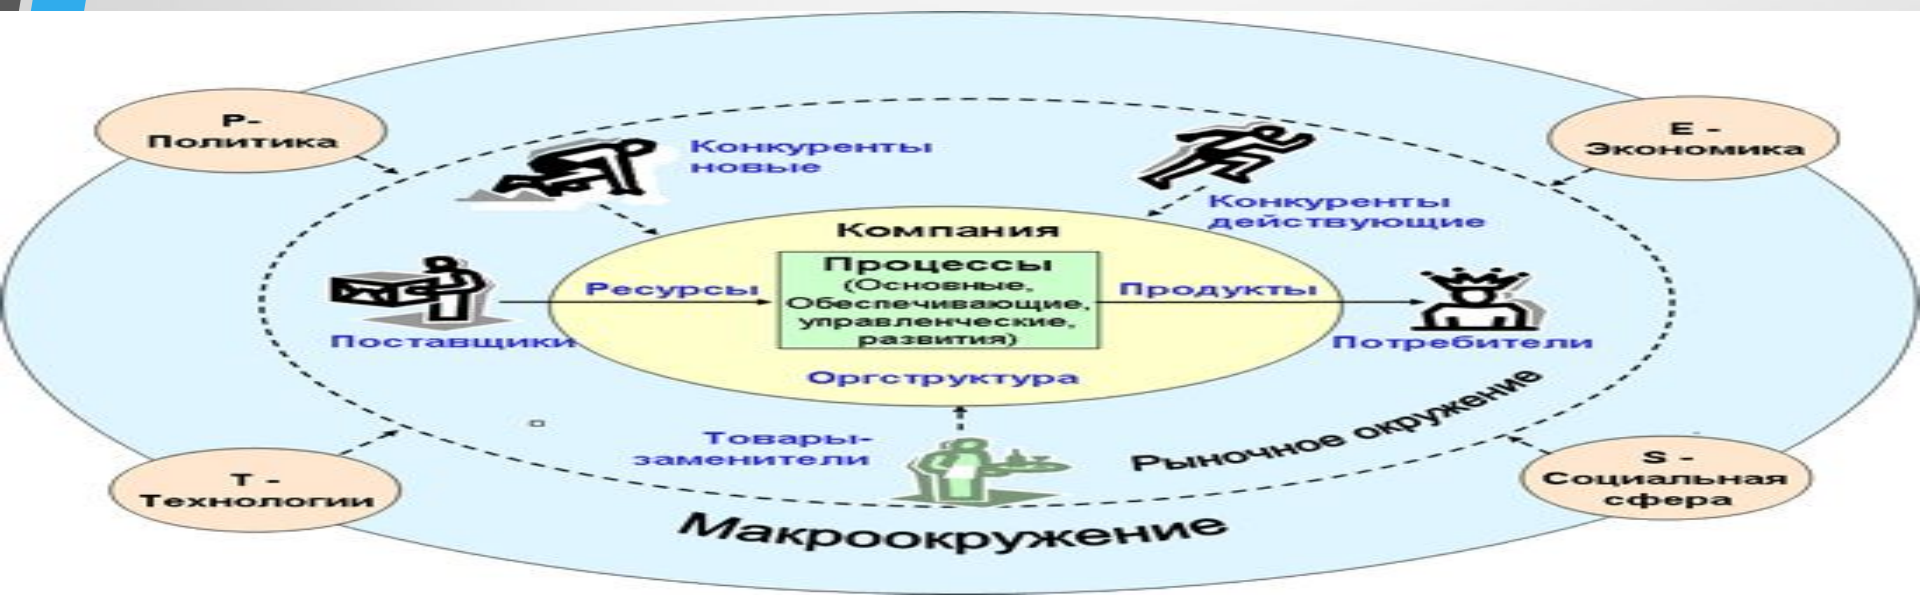 P-
Политика
E -
Экономика
Конкуренты
новые
Конкуренты
действующие
Компания
Процессы
(Основные,
Обеспечивающие,
управленческие,
развития)
Ресурсы
Продукты
Поставщики
Потребители
Оргструктура
Товары-
заменители
Рыночное окружение
T -
Технологии
S -
Социальная
сфера
Макроокружение